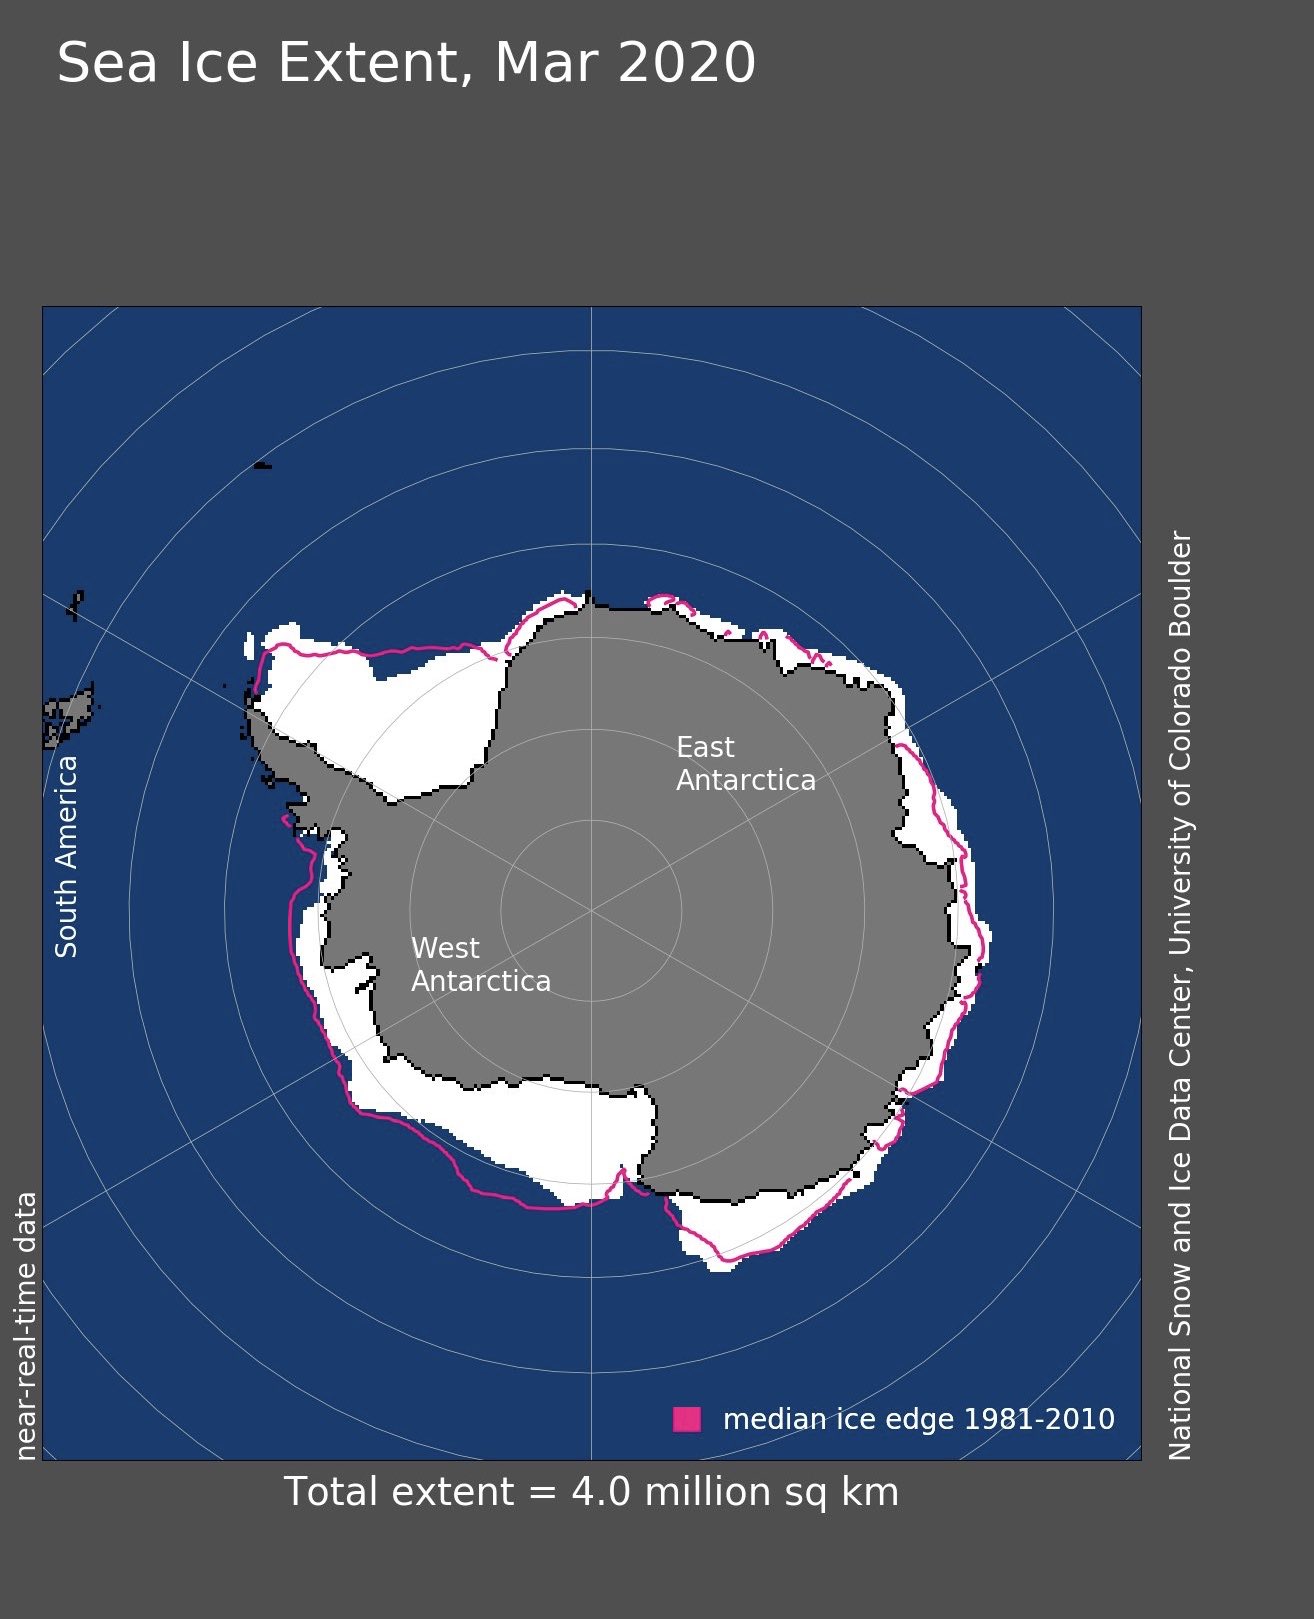 Sea Ice Extent, Mar 2020
East
Antarctica
West
Antarctica
South America
near-real-time data
National Snow and Ice Data Center, University of Colorado Boulder
median ice edge 1981-2010
Total extent = 4.0 million sq km